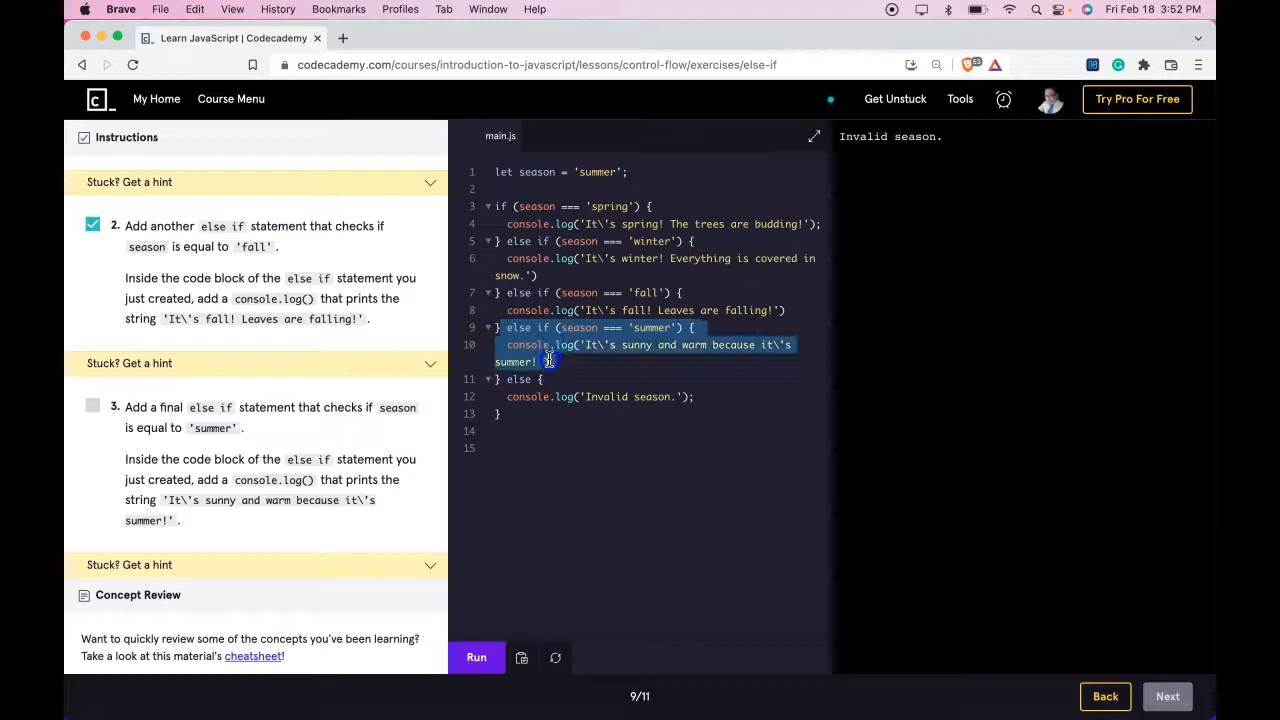 Brave File Edit View History Bookmarks Profiles Tab Window Help Fri Feb 18 3:52 PM
Learn JavaScript | Codecademy
codecademy.com/courses/introduction-to-javascript/lessons/control-flow/exercises/else-if
53
c_ My Home Course Menu Get Unstuck Tools Try Pro For Free
Instructions
Stuck? Get a hint
2. Add another else if statement that checks if
season is equal to 'fall'.
Inside the code block of the else if statement you
just created, add a console.log() that prints the
string 'It\'s fall! Leaves are falling!'.
Stuck? Get a hint
3. Add a final else if statement that checks if season
is equal to 'summer'.
Inside the code block of the else if statement you
just created, add a console.log() that prints the
string 'It\'s sunny and warm because it\'s
summer!'.
Stuck? Get a hint
Concept Review
Want to quickly review some of the concepts you've been learning?
Take a look at this material's cheatsheet!
main.js
1 let season = 'summer';
2
3 if (season === 'spring') {
4 console.log('It\'s spring! The trees are budding!');
5 } else if (season === 'winter') {
6 console.log('It\'s winter! Everything is covered in
snow.')
7 } else if (season === 'fall') {
8 console.log('It\'s fall! Leaves are falling!')
9 } else if (season === 'summer') {
10 console.log('It\'s sunny and warm because it\'s
summer!
11 } else {
12 console.log('Invalid season.');
13 }
14
15
Run
Invalid season.
9/11
Back
Next